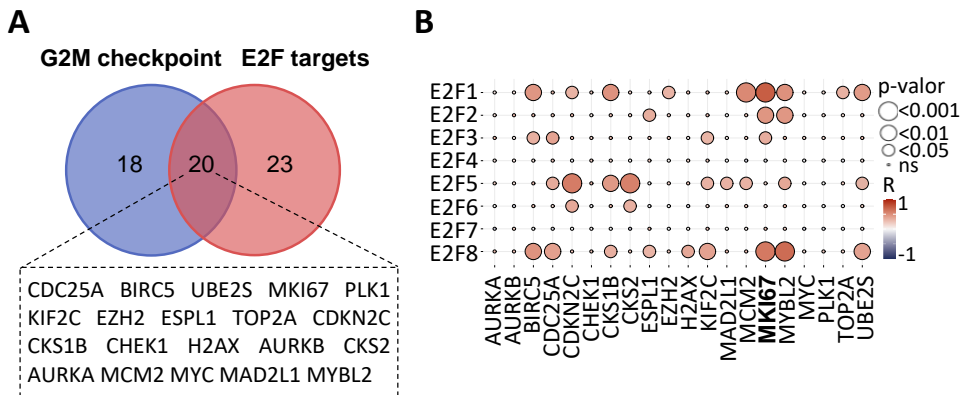 A
G2M checkpoint E2F targets
18 20 23
CDC25A BIRC5 UBE2S MKI67 PLK1
KIF2C EZH2 ESPL1 TOP2A CDKN2C
CKS1B CHEK1 H2AX AURKB CKS2
AURKA MCM2 MYC MAD2L1 MYBL2
B
E2F1
E2F2
E2F3
E2F4
E2F5
E2F6
E2F7
E2F8
AURKA
AURKB
BIRC5
CDC25A
CDKN2C
CHEK1
CKS1B
CKS2
ESPL1
EZH2
H2AX
KIF2C
MAD2L1
MCM2
MKI67
MYBL2
MYC
PLK1
TOP2A
UBE2S
p-valor
<0.001
<0.01
<0.05
ns
R
1
-1